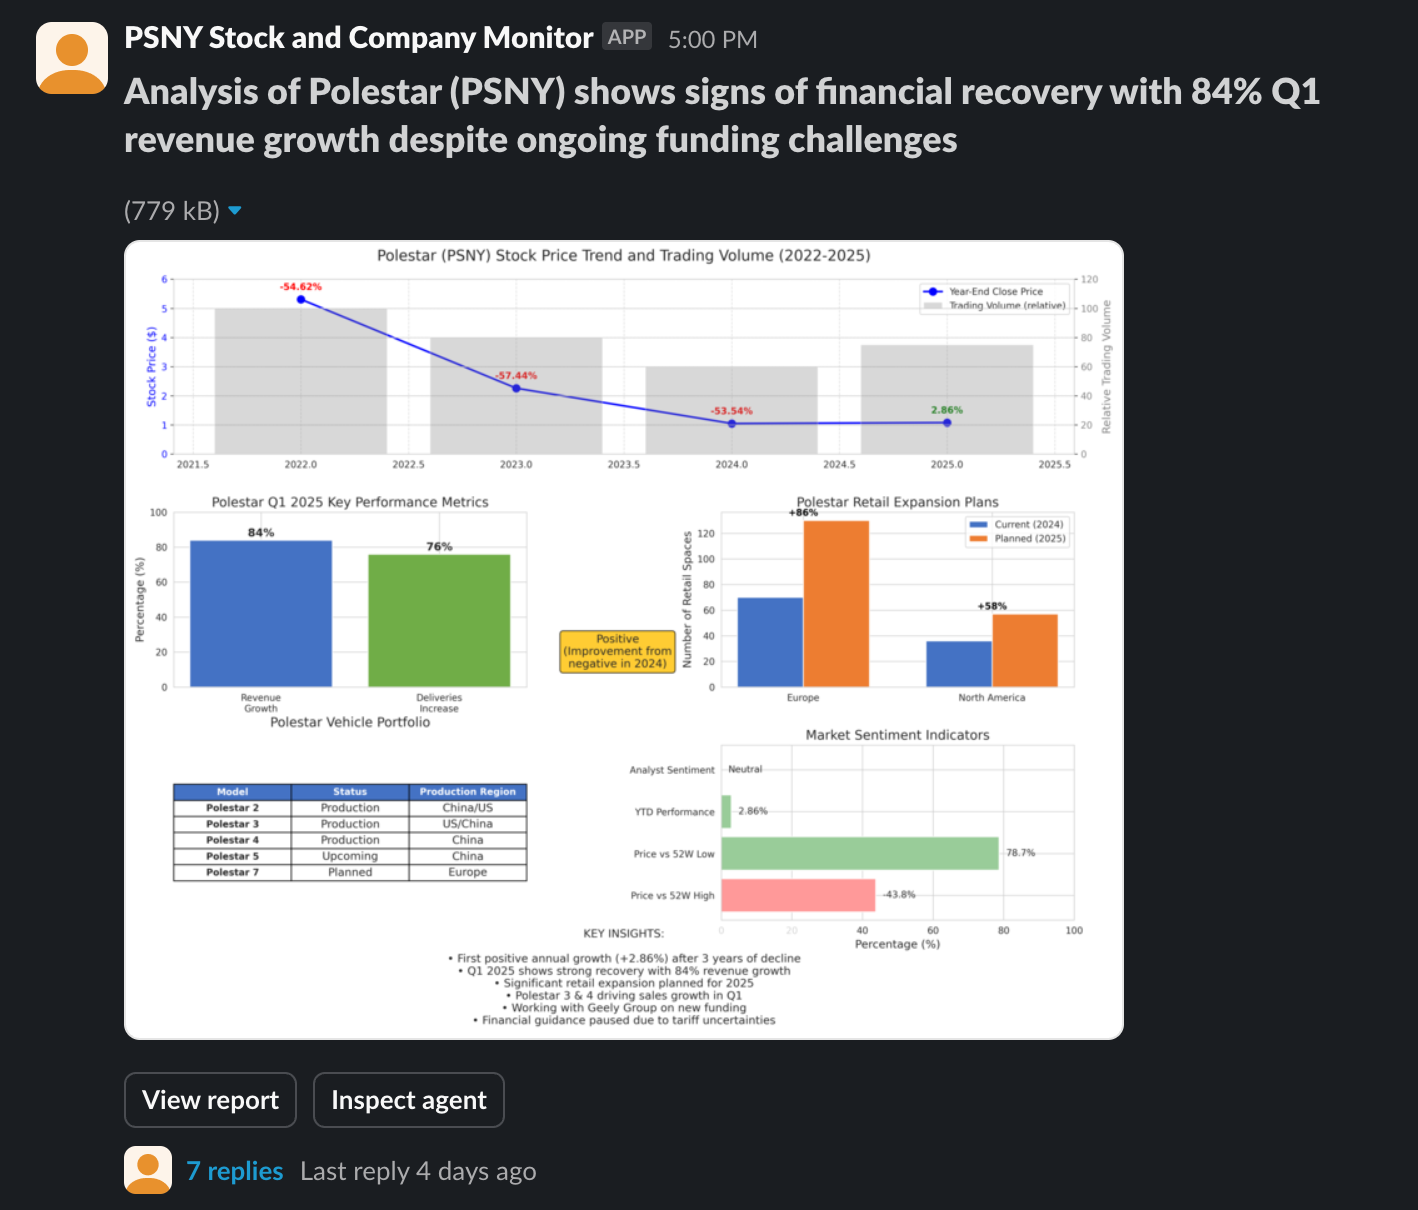 PSNY Stock and Company Monitor APP 5:00 PM
Analysis of Polestar (PSNY) shows signs of financial recovery with 84% Q1
revenue growth despite ongoing funding challenges
(779 kB)
Polestar (PSNY) Stock Price Trend and Trading Volume (2022-2025)
Stock Price ($)
6
5
4
3
2
1
0
-54.62%
-57.44%
-53.54%
2.86%
Year-End Close Price
Trading Volume (relative)
120
100
80
60
40
20
0
Relative Trading Volume
2021.5 2022.0 2022.5 2023.0 2023.5 2024.0 2024.5 2025.0 2025.5
Polestar Q1 2025 Key Performance Metrics
Percentage (%)
100
80
60
40
20
0
84%
76%
Revenue
Growth
Deliveries
Increase
Positive
(Improvement from
negative in 2024)
Polestar Retail Expansion Plans
Number of Retail Spaces
120
100
80
60
40
20
0
+86%
+58%
Current (2024)
Planned (2025)
Europe North America
Polestar Vehicle Portfolio
Model Status Production Region
Polestar 2 Production China/US
Polestar 3 Production US/China
Polestar 4 Production China
Polestar 5 Upcoming China
Polestar 7 Planned Europe
Market Sentiment Indicators
Analyst Sentiment Neutral
YTD Performance 2.86%
Price vs 52W Low 78.7%
Price vs 52W High -43.8%
0 20 40 60 80 100
Percentage (%)
KEY INSIGHTS:
• First positive annual growth (+2.86%) after 3 years of decline
• Q1 2025 shows strong recovery with 84% revenue growth
• Significant retail expansion planned for 2025
• Polestar 3 & 4 driving sales growth in Q1
• Working with Geely Group on new funding
• Financial guidance paused due to tariff uncertainties
View report Inspect agent
7 replies Last reply 4 days ago